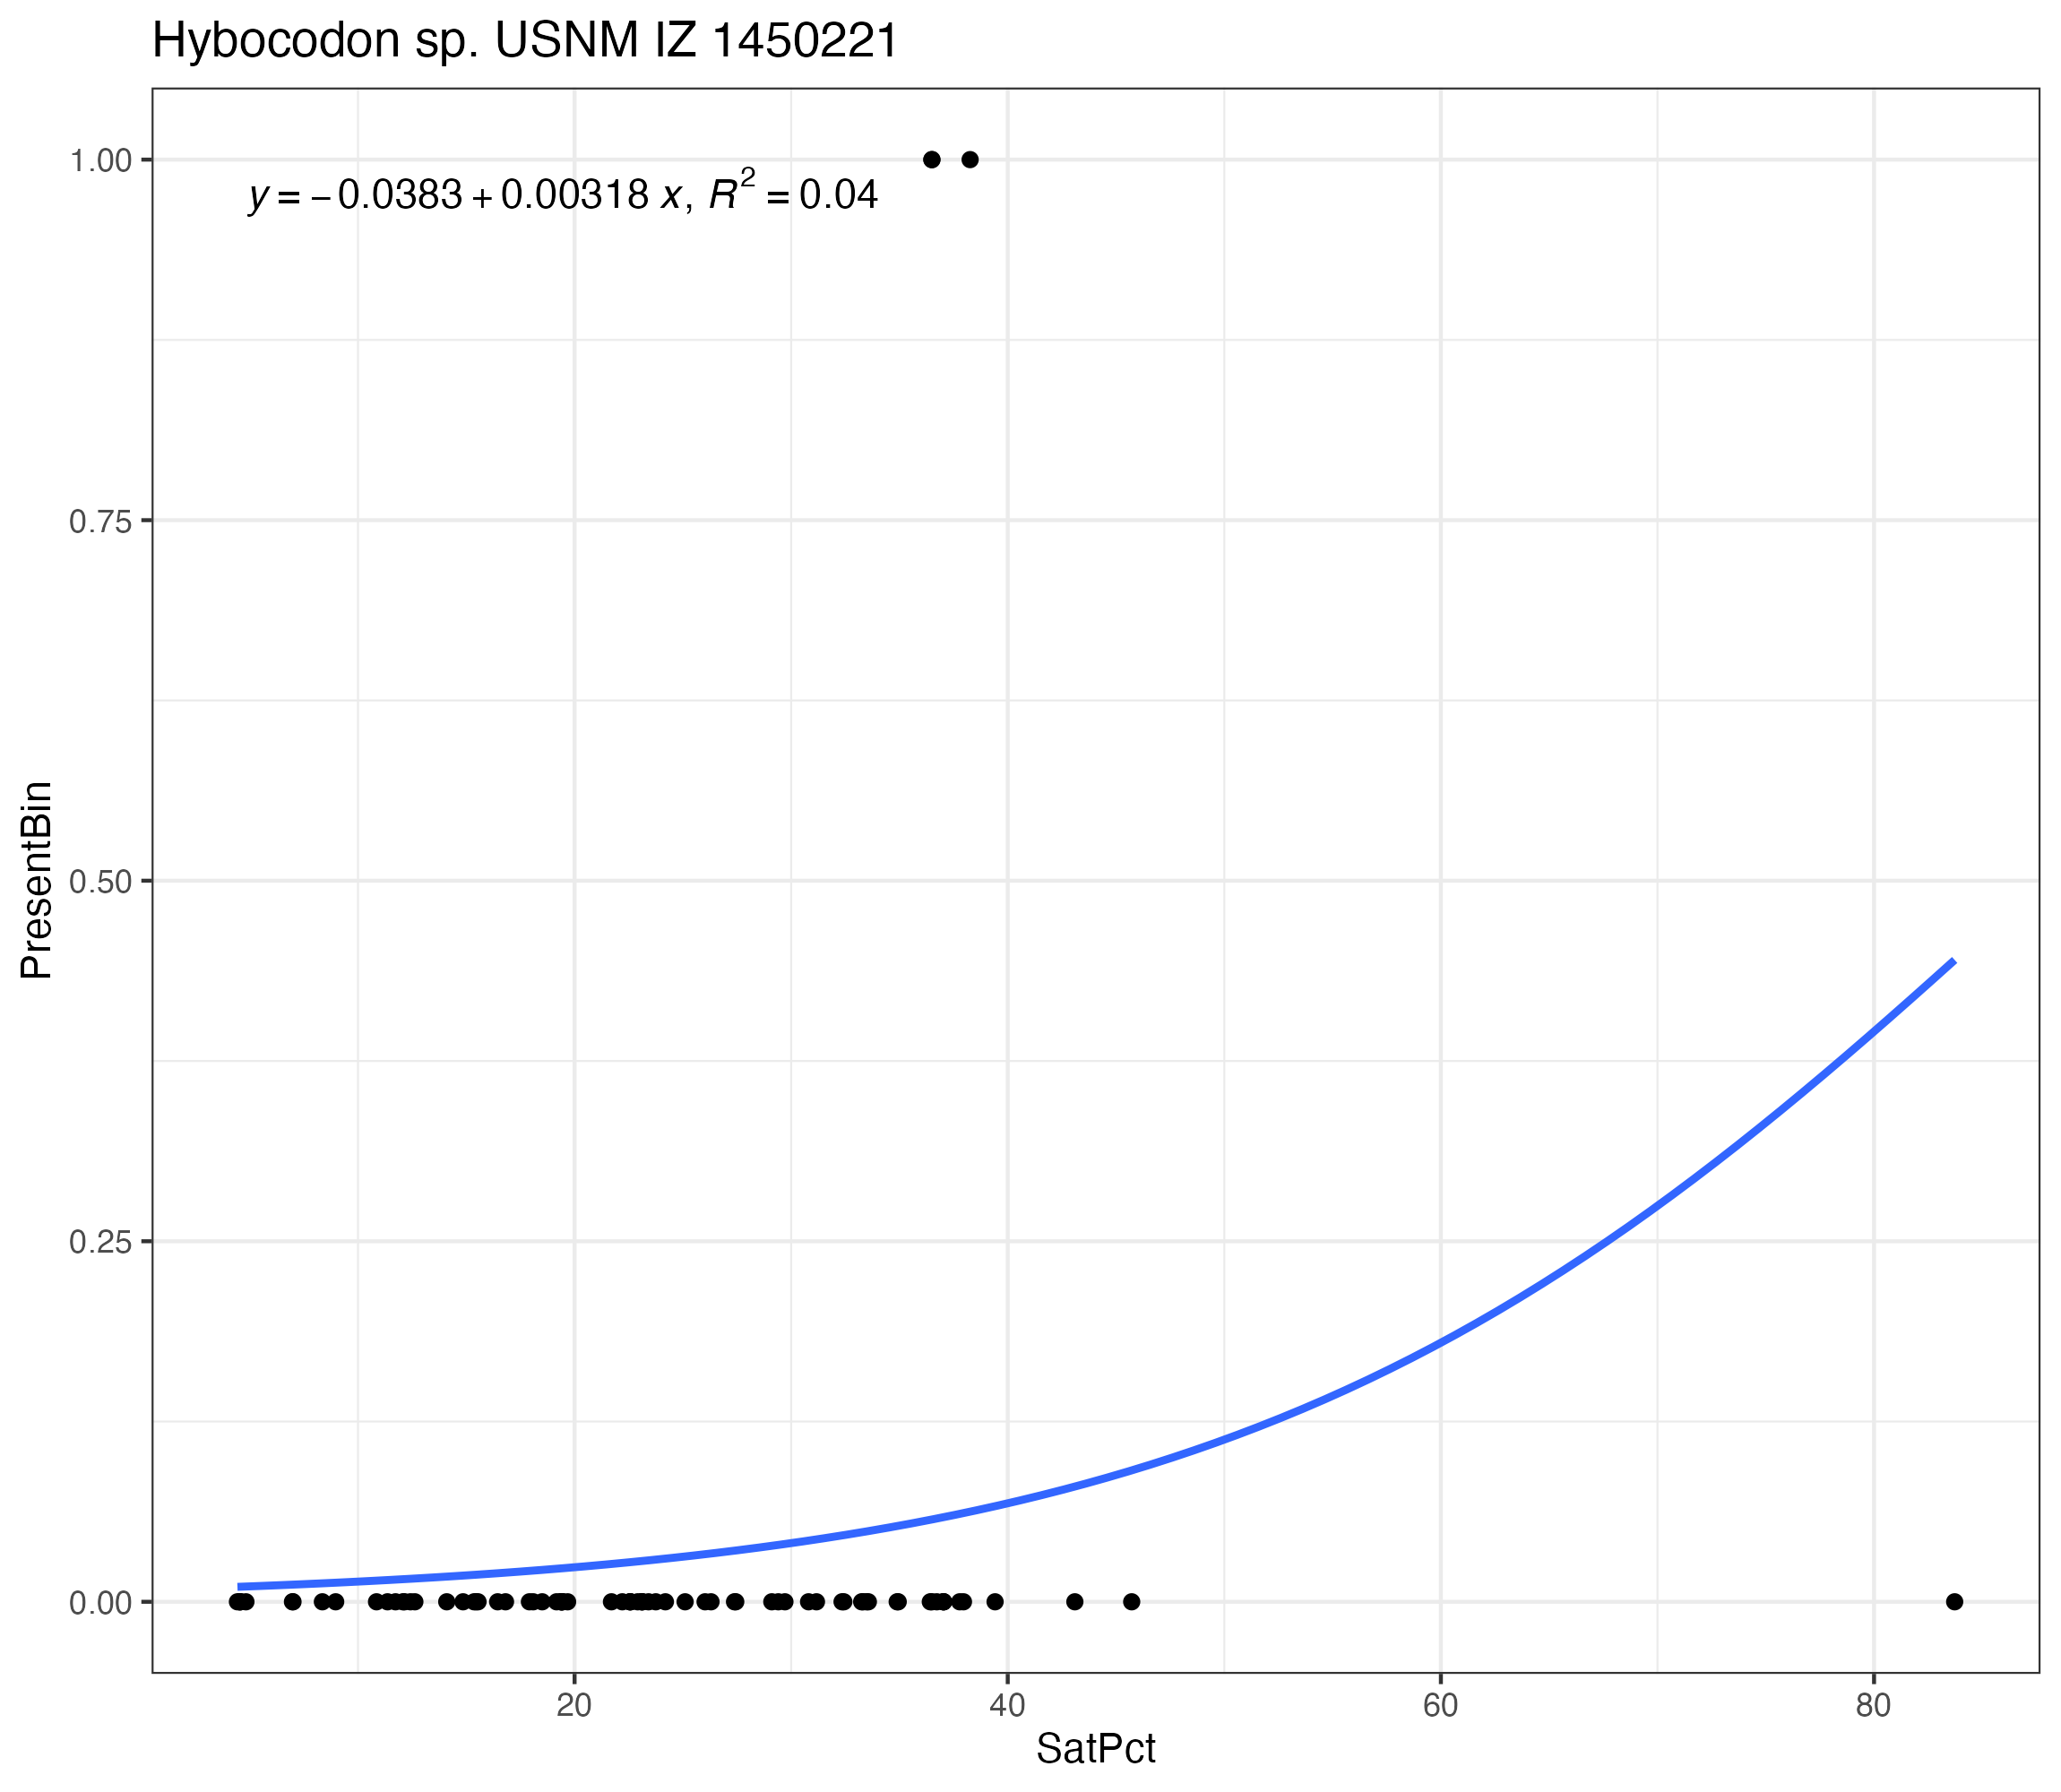 Hybocodon sp. USNM IZ 1450221
y = −0.0383 + 0.00318 x, R² = 0.04
1.00
0.75
0.50
0.25
0.00
PresentBin
20 40 60 80
SatPct